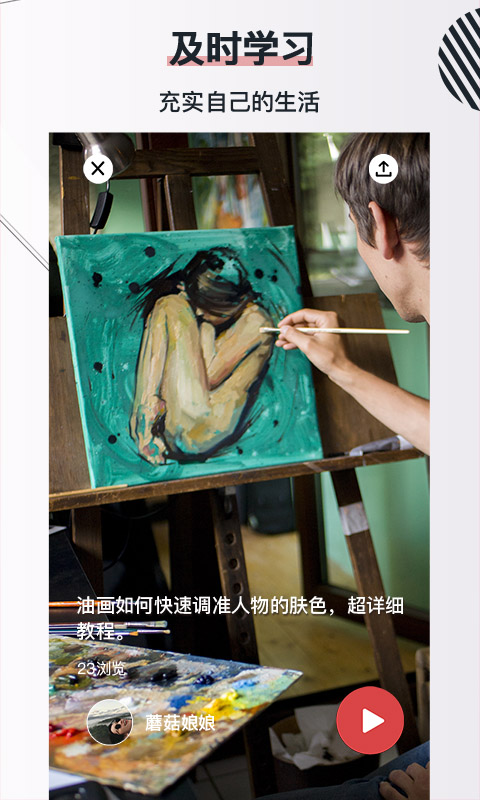 及时学习
充实自己的生活
油画如何快速调准人物的肤色，超详细
教程。
23浏览
蘑菇娘娘